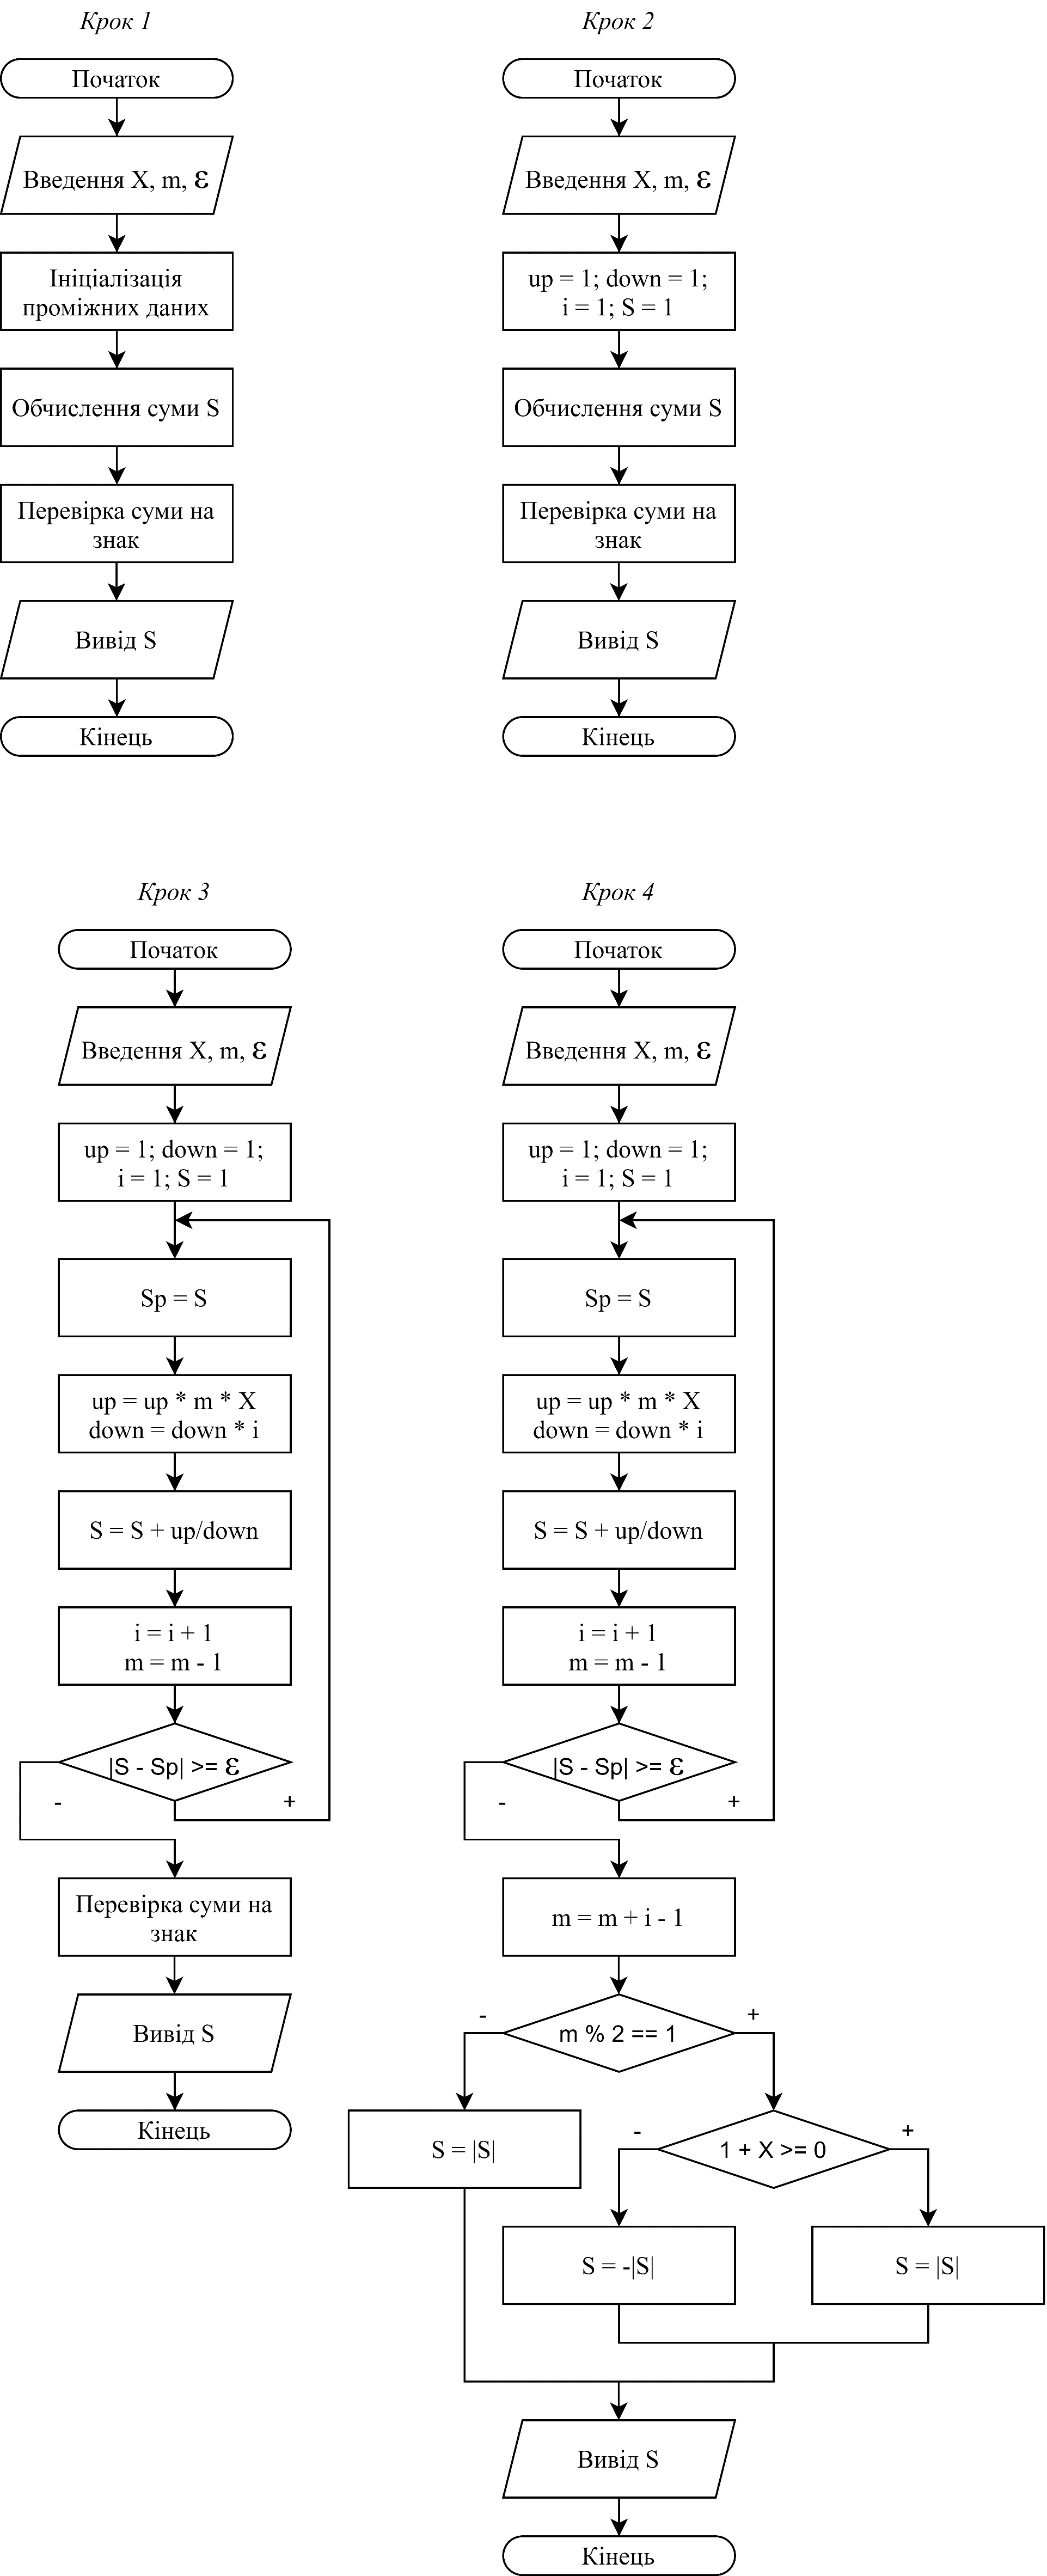 Крок 1
Початок
Введення X, m, ε
Ініціалізація
проміжних даних
Обчислення суми S
Перевірка суми на
знак
Вивід S
Кінець
Крок 2
Початок
Введення X, m, ε
up = 1; down = 1;
i = 1; S = 1
Обчислення суми S
Перевірка суми на
знак
Вивід S
Кінець
Крок 3
Початок
Введення X, m, ε
up = 1; down = 1;
i = 1; S = 1
Sp = S
up = up * m * X
down = down * i
S = S + up/down
i = i + 1
m = m - 1
|S - Sp| >= ε
-
+
Перевірка суми на
знак
Вивід S
Кінець
Крок 4
Початок
Введення X, m, ε
up = 1; down = 1;
i = 1; S = 1
Sp = S
up = up * m * X
down = down * i
S = S + up/down
i = i + 1
m = m - 1
|S - Sp| >= ε
-
+
m = m + i - 1
-
+
m % 2 == 1
S = |S|
-
+
1 + X >= 0
S = -|S|
S = |S|
Вивід S
Кінець